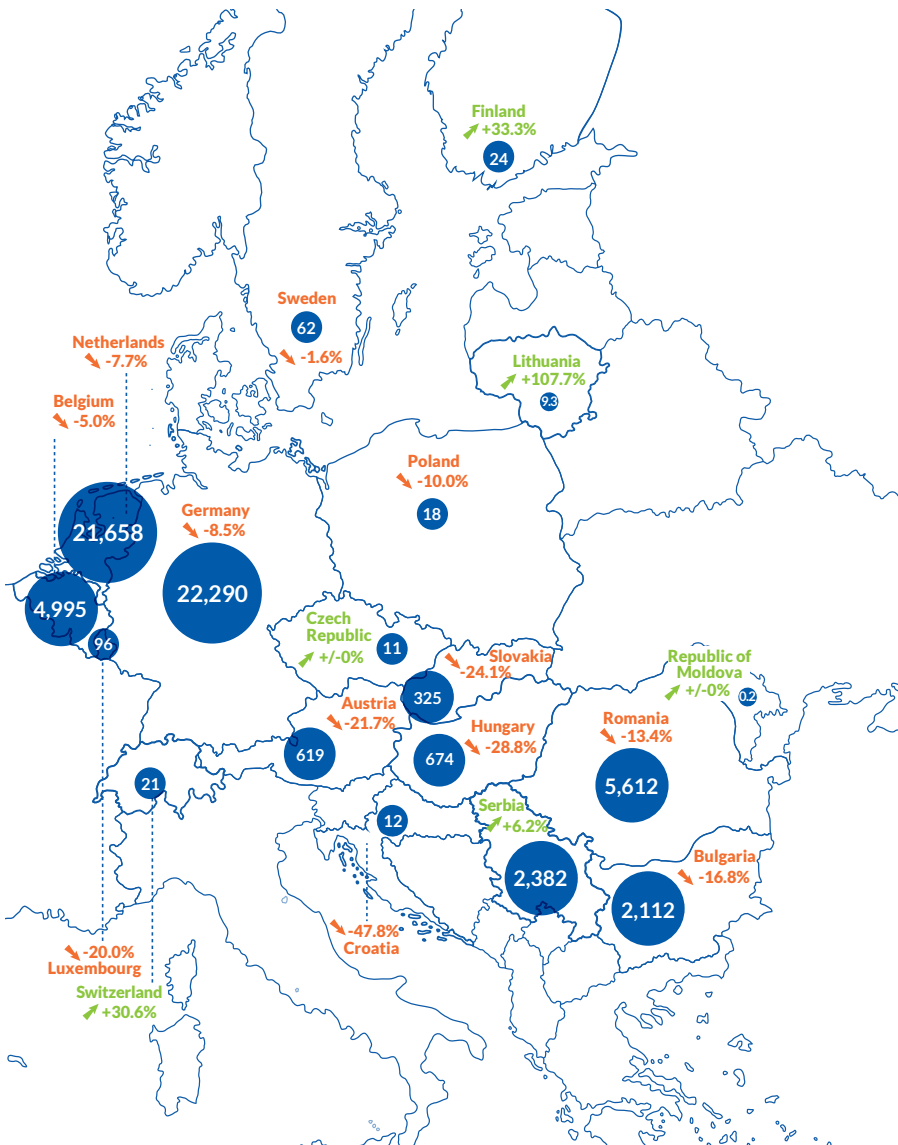 Finland
+33.3%
24
Sweden
62
-1.6%
Netherlands
-7.7%
Lithuania
+107.7%
9.3
Belgium
-5.0%
Poland
-10.0%
18
Germany
-8.5%
21,658
22,290
4,995
96
Czech
Republic
+/-0%
11
Slovakia
-24.1%
325
Republic of
Moldova
+/-0%
0.2
Austria
-21.7%
619
Hungary
-28.8%
674
Romania
-13.4%
5,612
21
12
Serbia
+6.2%
2,382
Bulgaria
-16.8%
2,112
-47.8%
Croatia
-20.0%
Luxembourg
Switzerland
+30.6%